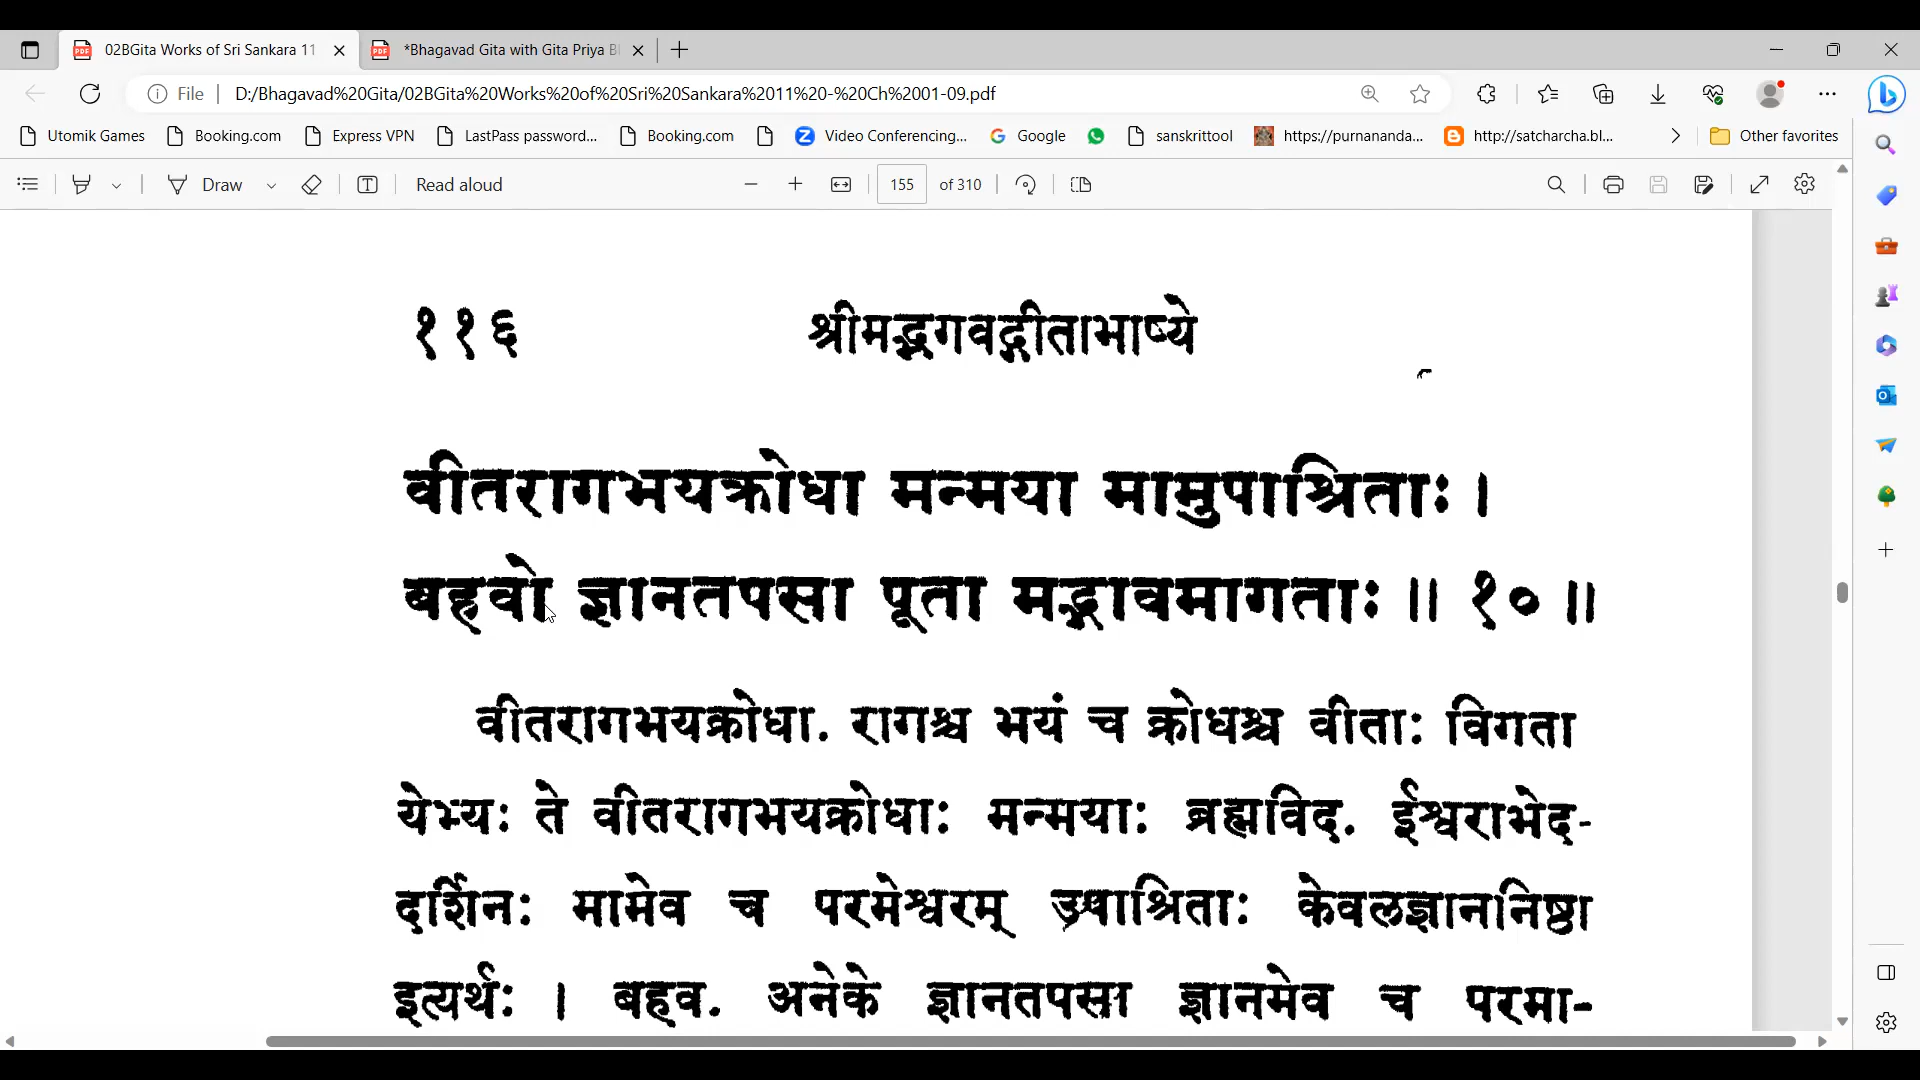 02BGita Works of Sri Sankara 11
*Bhagavad Gita with Gita Priya B
File
D:/Bhagavad%20Gita/02BGita%20Works%20of%20Sri%20Sankara%2011%20-%20Ch%2001-09.pdf
Utomik Games Booking.com Express VPN LastPass password... Booking.com Video Conferencing... Google sanskrittool https://purnananda... http://satcharcha.bl... Other favorites
Draw Read aloud 155 of 310
११६ श्रीमद्भगवद्गीताभाष्ये
वीतरागभयक्रोधा मन्मया मामुपाश्रिताः ।
बहवो ज्ञानतपसा पूता मद्भावमागताः ॥ १० ॥
वीतरागभयक्रोधा. रागश्च भयं च क्रोधश्च वीताः विगता
येभ्यः ते वीतरागभयक्रोधाः मन्मयाः ब्रह्मविद. ईश्वराभेद-
दर्शिनः मामेव च परमेश्वरम् उपाश्रिताः केवलज्ञाननिष्ठा
इत्यर्थः । बहव. अनेके ज्ञानतपसा ज्ञानमेव च परमा-